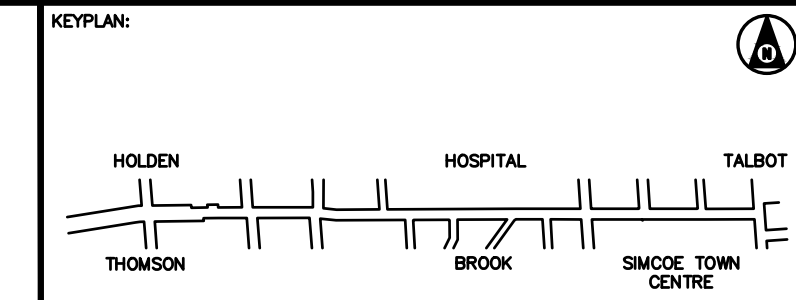 KEYPLAN:
N
HOLDEN
HOSPITAL
TALBOT
THOMSON
BROOK
SIMCOE TOWN
CENTRE